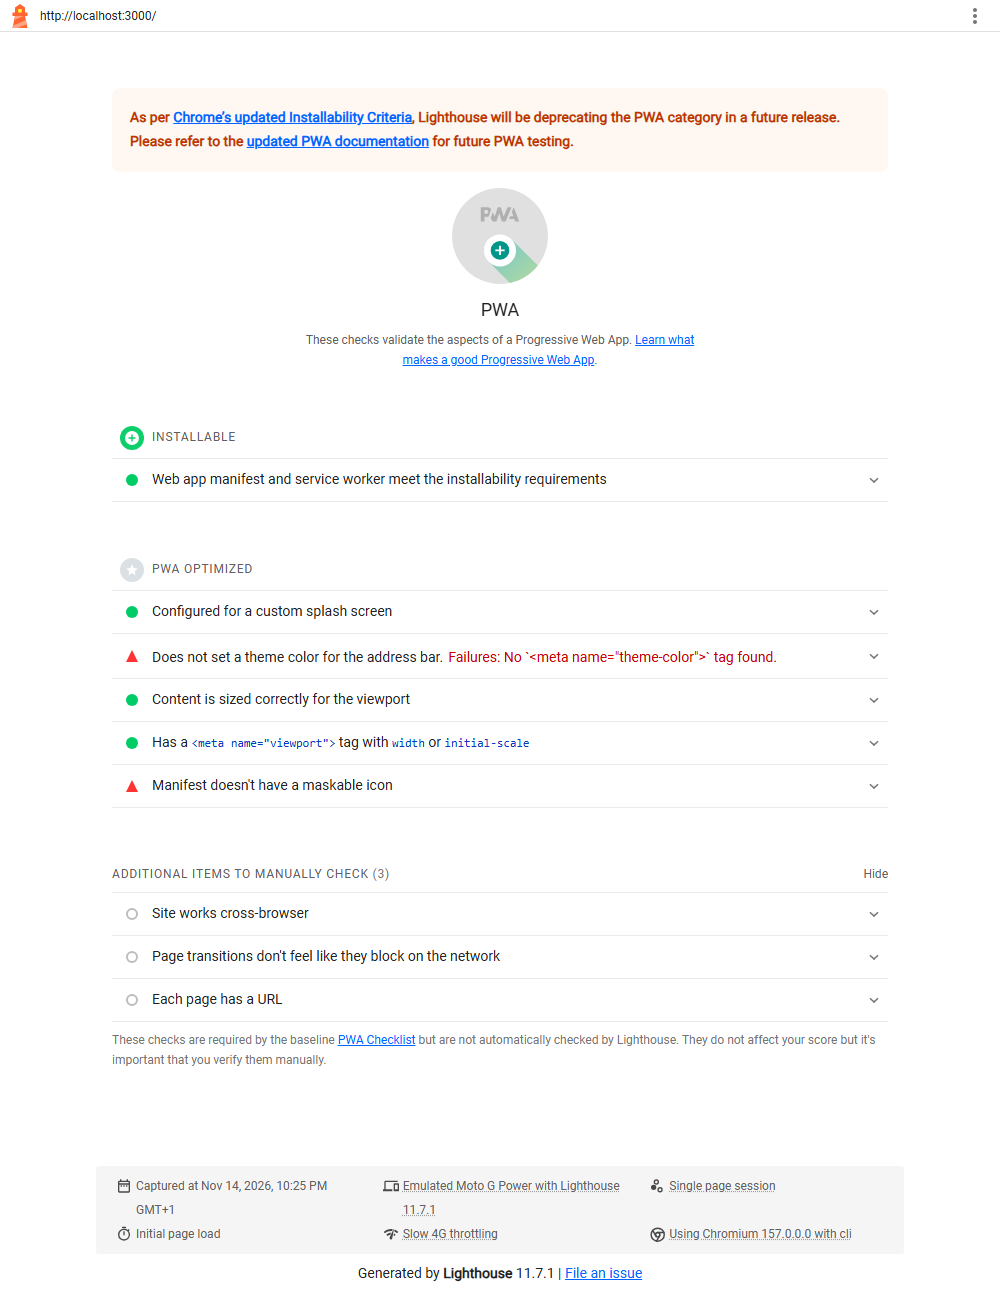 http://localhost:3000/
As per Chrome's updated Installability Criteria, Lighthouse will be deprecating the PWA category in a future release.
Please refer to the updated PWA documentation for future PWA testing.
PWA
PWA
These checks validate the aspects of a Progressive Web App. Learn what
makes a good Progressive Web App.
INSTALLABLE
Web app manifest and service worker meet the installability requirements
PWA OPTIMIZED
Configured for a custom splash screen
Does not set a theme color for the address bar. Failures: No `<meta name="theme-color">` tag found.
Content is sized correctly for the viewport
Has a <meta name="viewport"> tag with width or initial-scale
Manifest doesn't have a maskable icon
ADDITIONAL ITEMS TO MANUALLY CHECK (3)
Hide
Site works cross-browser
Page transitions don't feel like they block on the network
Each page has a URL
These checks are required by the baseline PWA Checklist but are not automatically checked by Lighthouse. They do not affect your score but it's
important that you verify them manually.
Captured at Nov 14, 2026, 10:25 PM
GMT+1
Emulated Moto G Power with Lighthouse
11.7.1
Single page session
Initial page load
Slow 4G throttling
Using Chromium 157.0.0.0 with cli
Generated by Lighthouse 11.7.1 | File an issue